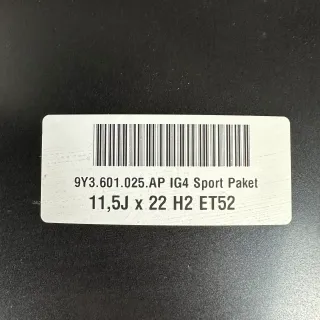 9Y3.601.025.AP IG4 Sport Paket
11,5J x 22 H2 ET52